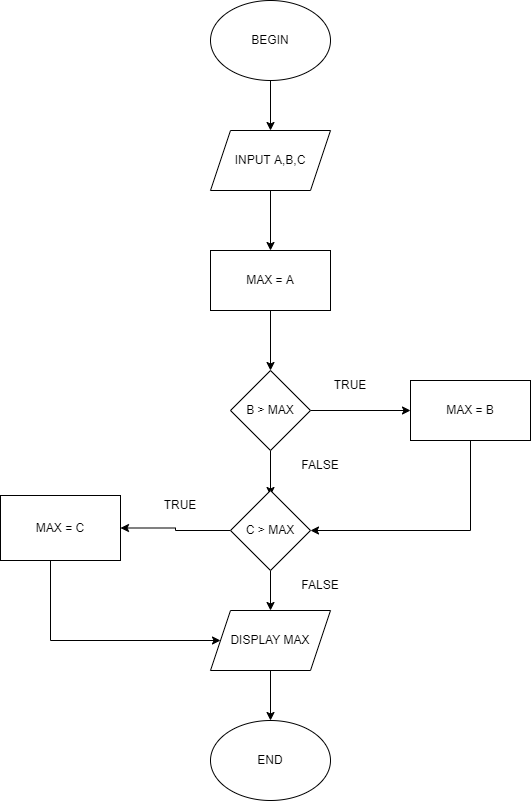 BEGIN
INPUT A,B,C
MAX = A
TRUE
B > MAX
MAX = B
FALSE
TRUE
MAX = C
C > MAX
FALSE
DISPLAY MAX
END